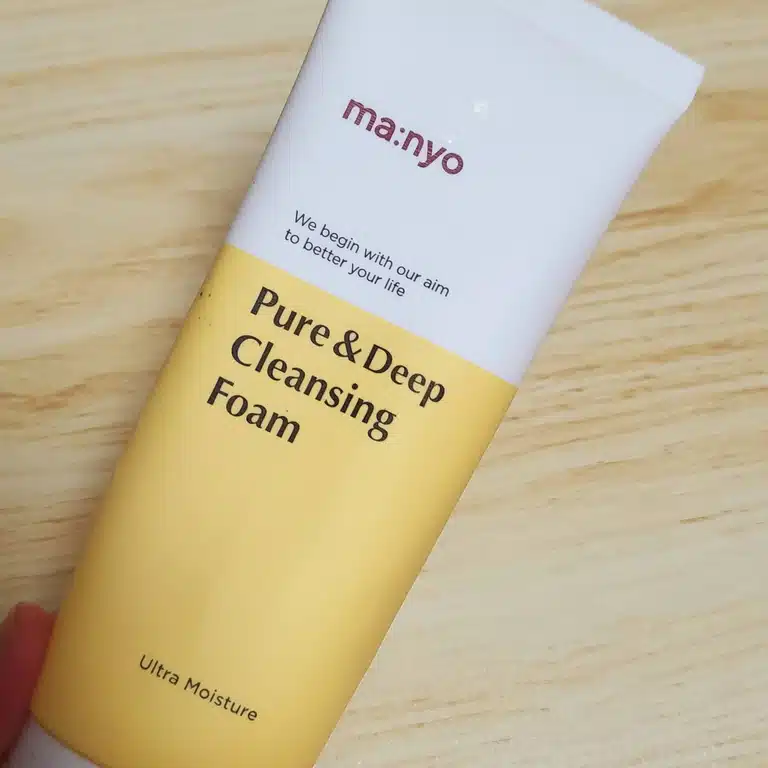 ma:nyo
We begin with our aim
to better your life
Pure & Deep
Cleansing
Foam
Ultra Moisture